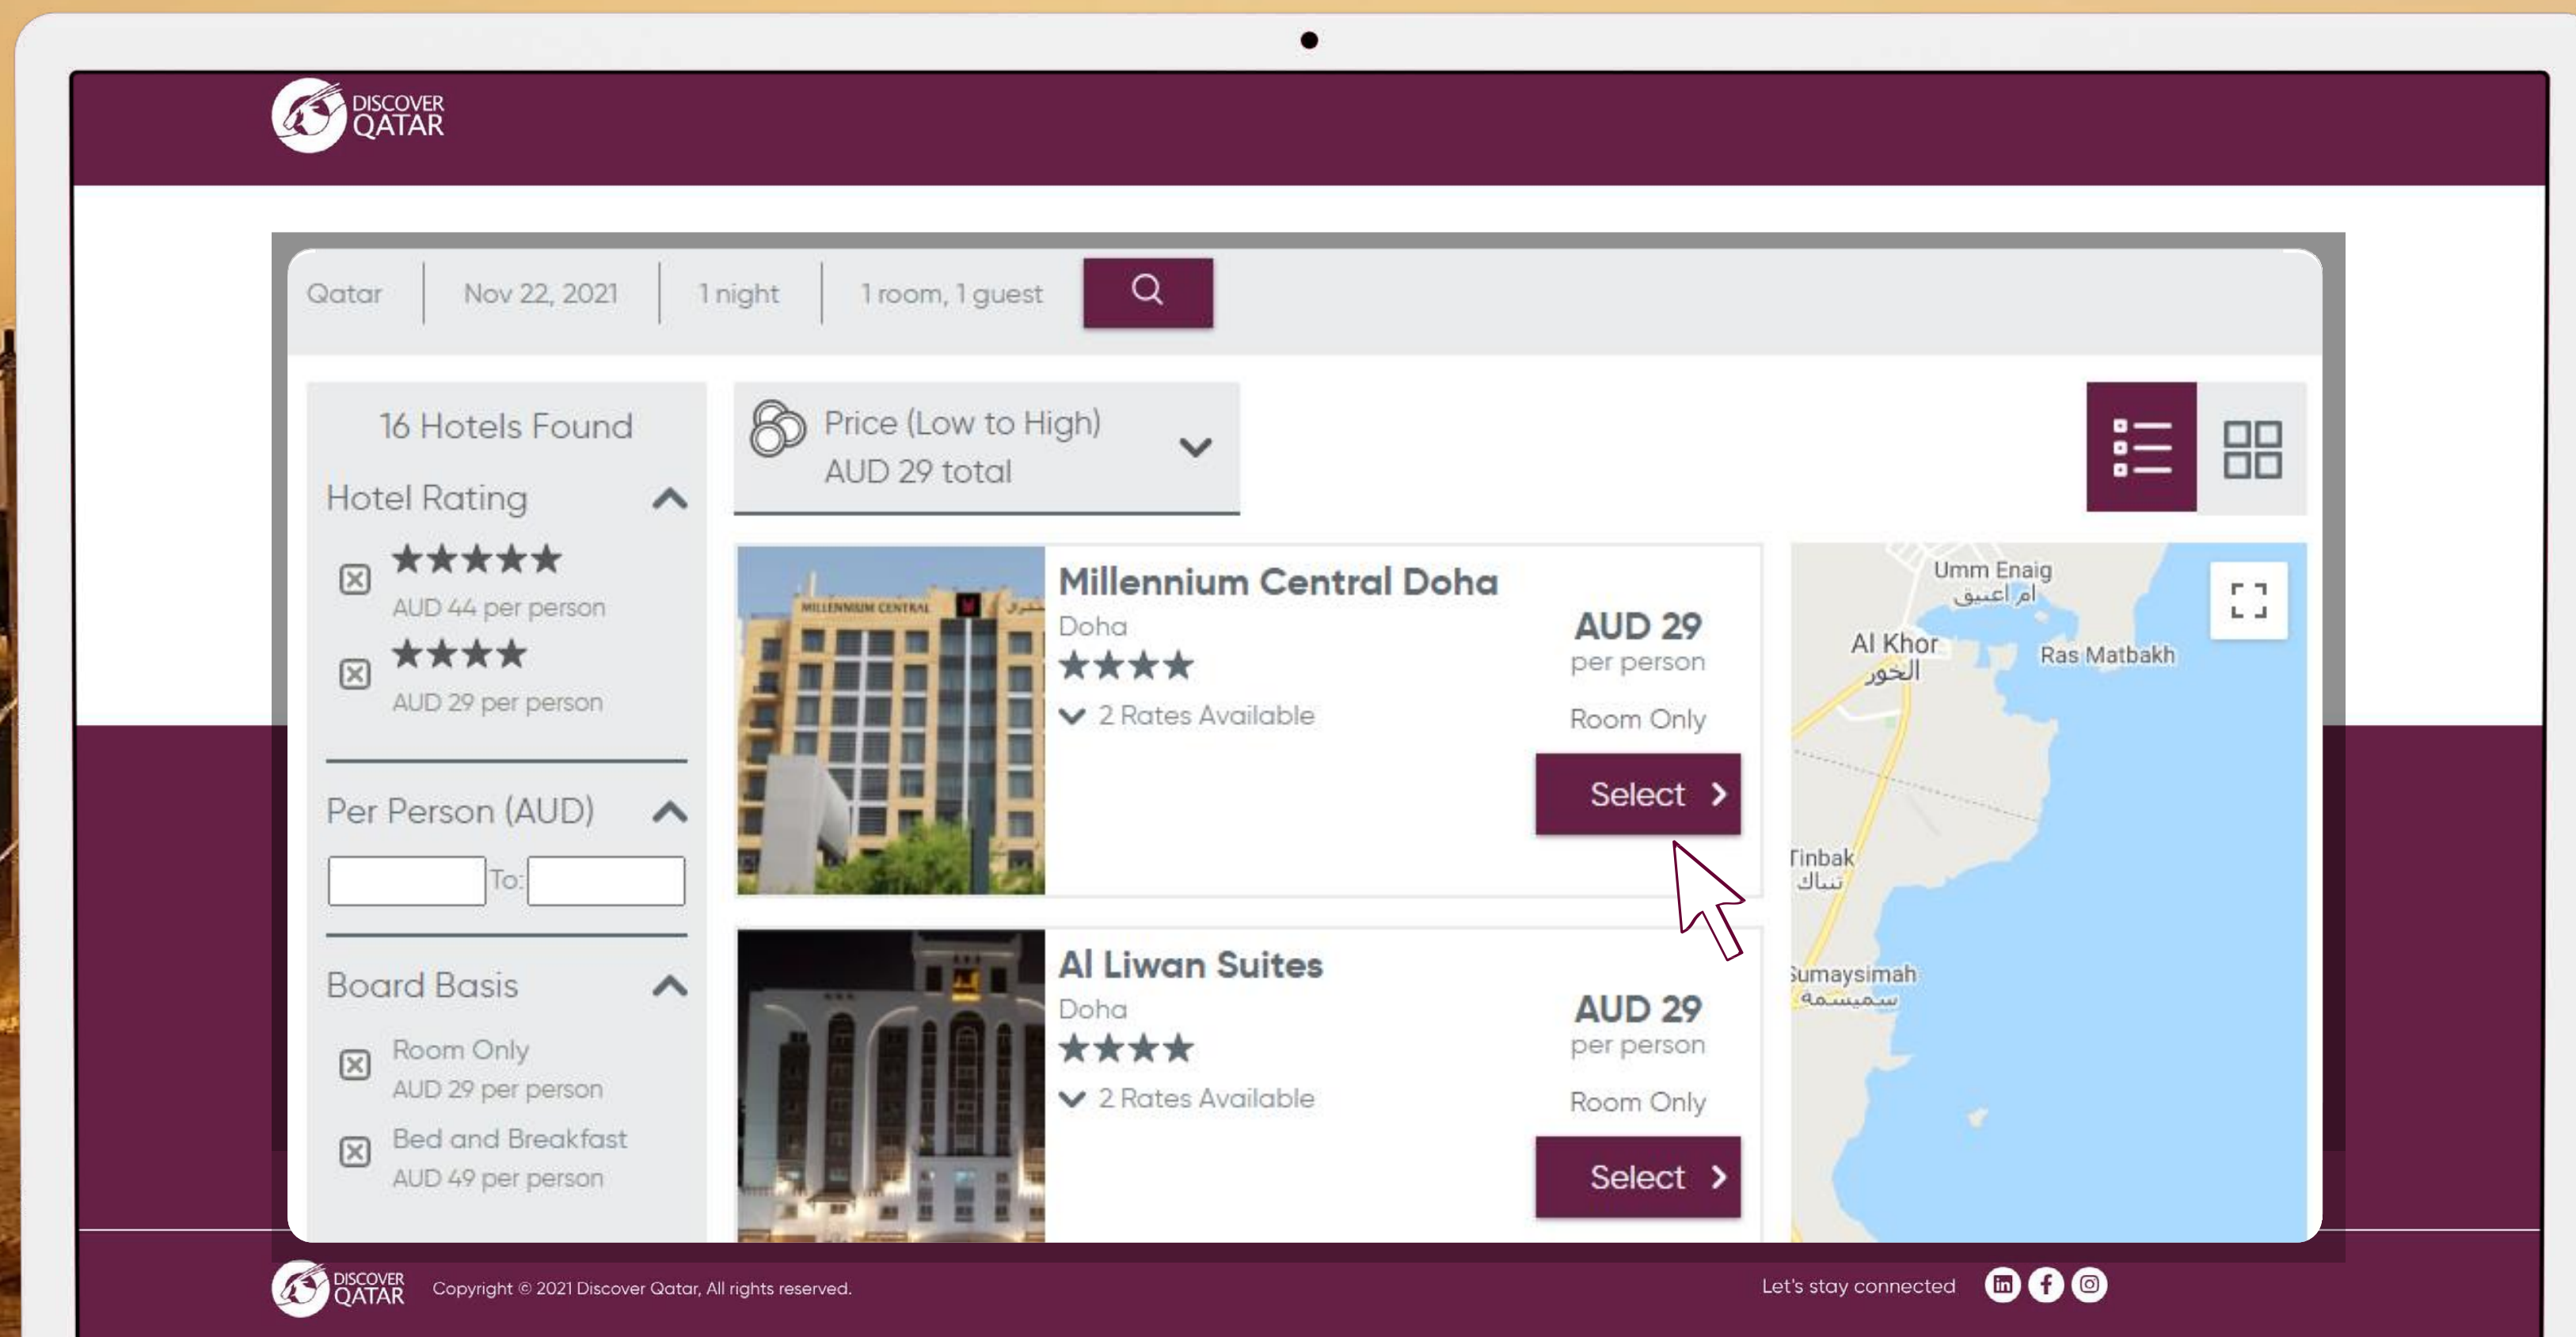 DISCOVER
QATAR
Qatar
Nov 22, 2021
1 night
1 room, 1 guest
16 Hotels Found
Hotel Rating
AUD 44 per person
AUD 29 per person
Per Person (AUD)
To:
Board Basis
Room Only
AUD 29 per person
Bed and Breakfast
AUD 49 per person
Price (Low to High)
AUD 29 total
MILLENNIUM CENTRAL
Millennium Central Doha
Doha
2 Rates Available
AUD 29
per person
Room Only
Select
Al Liwan Suites
Doha
2 Rates Available
AUD 29
per person
Room Only
Select
Umm Enaig
ام اعنيق
Al Khor
الخور
Ras Matbakh
Tinbak
تنباك
Sumaysimah
سميسمة
DISCOVER
QATAR
Copyright © 2021 Discover Qatar, All rights reserved.
Let's stay connected